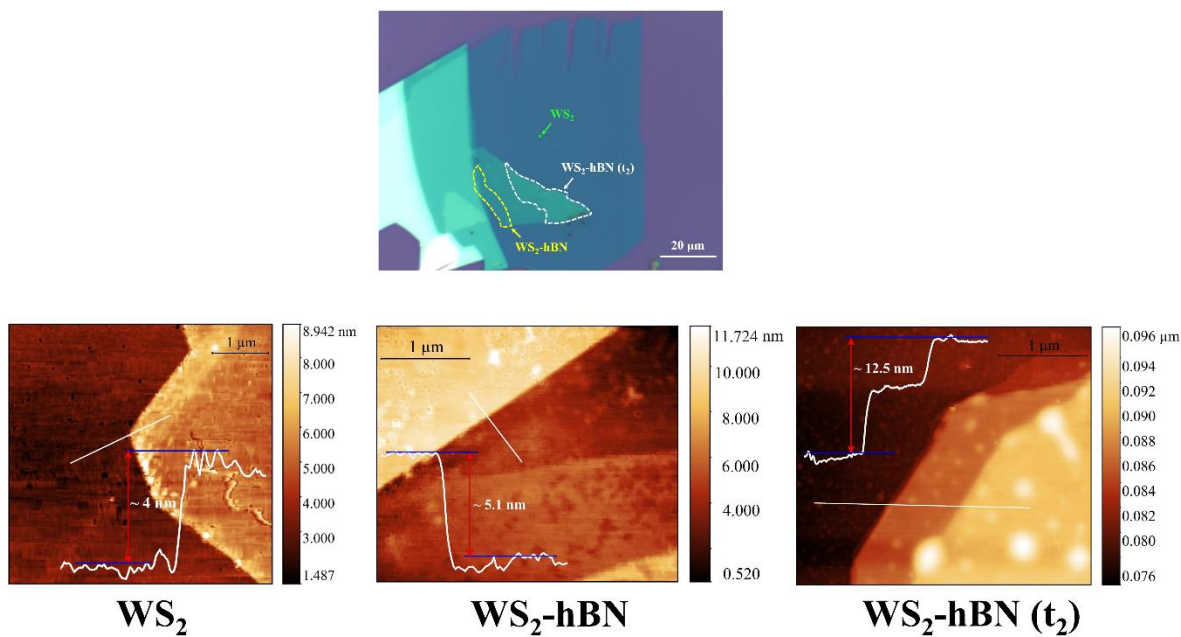 WS₂
WS₂-hBN (t₂)
WS₂-hBN
20 μm
1 μm
8.942 nm
8.000
7.000
6.000
5.000
4.000
3.000
1.487
~ 4 nm
WS₂
1 μm
11.724 nm
10.000
8.000
6.000
4.000
0.520
~ 5.1 nm
WS₂-hBN
1 μm
0.096 μm
0.094
0.092
0.090
0.088
0.086
0.084
0.082
0.080
0.076
~ 12.5 nm
WS₂-hBN (t₂)